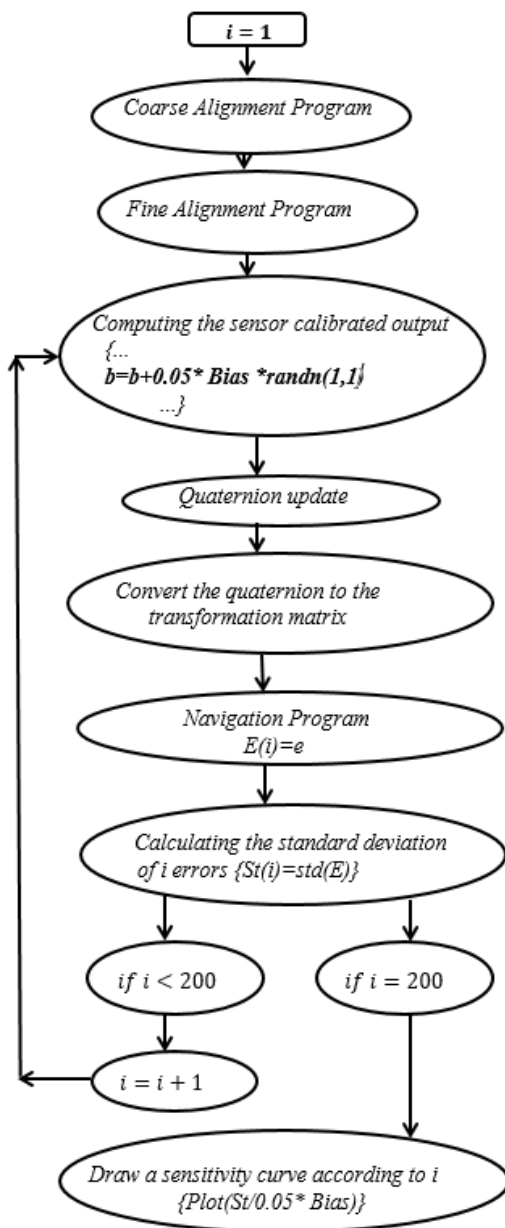 i = 1
Coarse Alignment Program
Fine Alignment Program
Computing the sensor calibrated output
{...
b=b+0.05* Bias *randn(1,1)
...}
Quaternion update
Convert the quaternion to the
transformation matrix
Navigation Program
E(i)=e
Calculating the standard deviation
of i errors {St(i)=std(E)}
if i < 200
if i = 200
i = i + 1
Draw a sensitivity curve according to i
{Plot(St/0.05* Bias)}